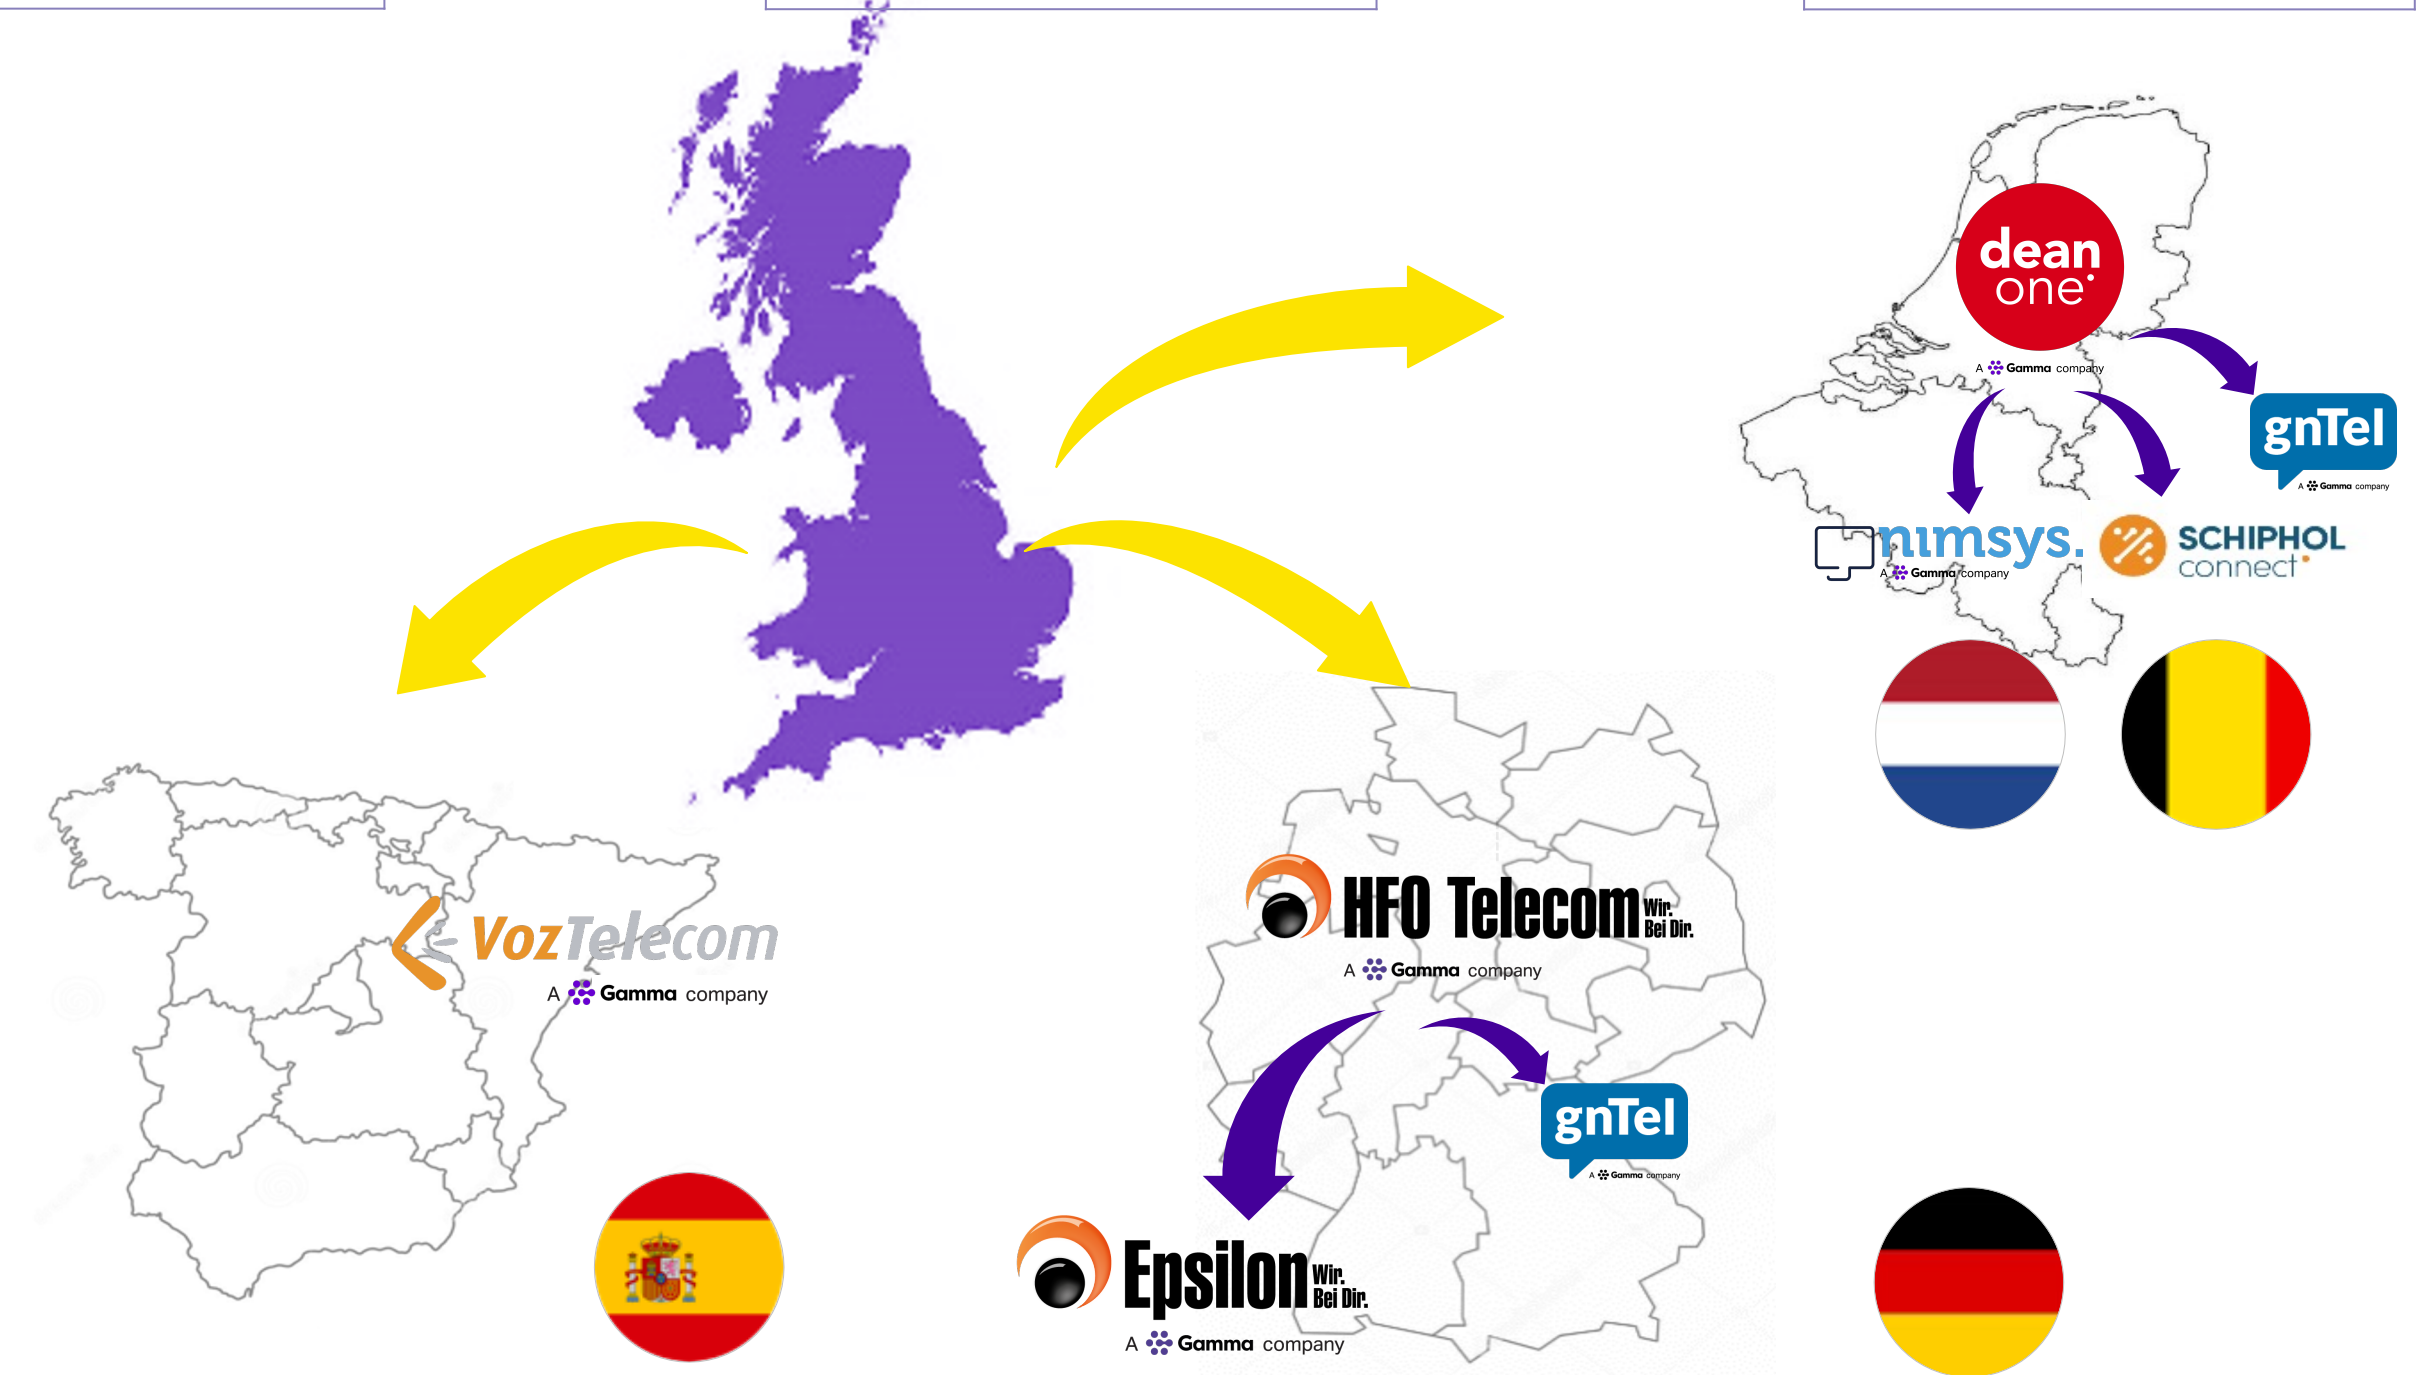 dean
one
A Gamma company
gnTel
A Gamma company
nimsys.
A Gamma company
SCHIPHOL
connect
VozTelecom
A Gamma company
HFO Telecom Wir.
Bei Dir.
A Gamma company
gnTel
A Gamma company
Epsilon Wir.
Bei Dir.
A Gamma company